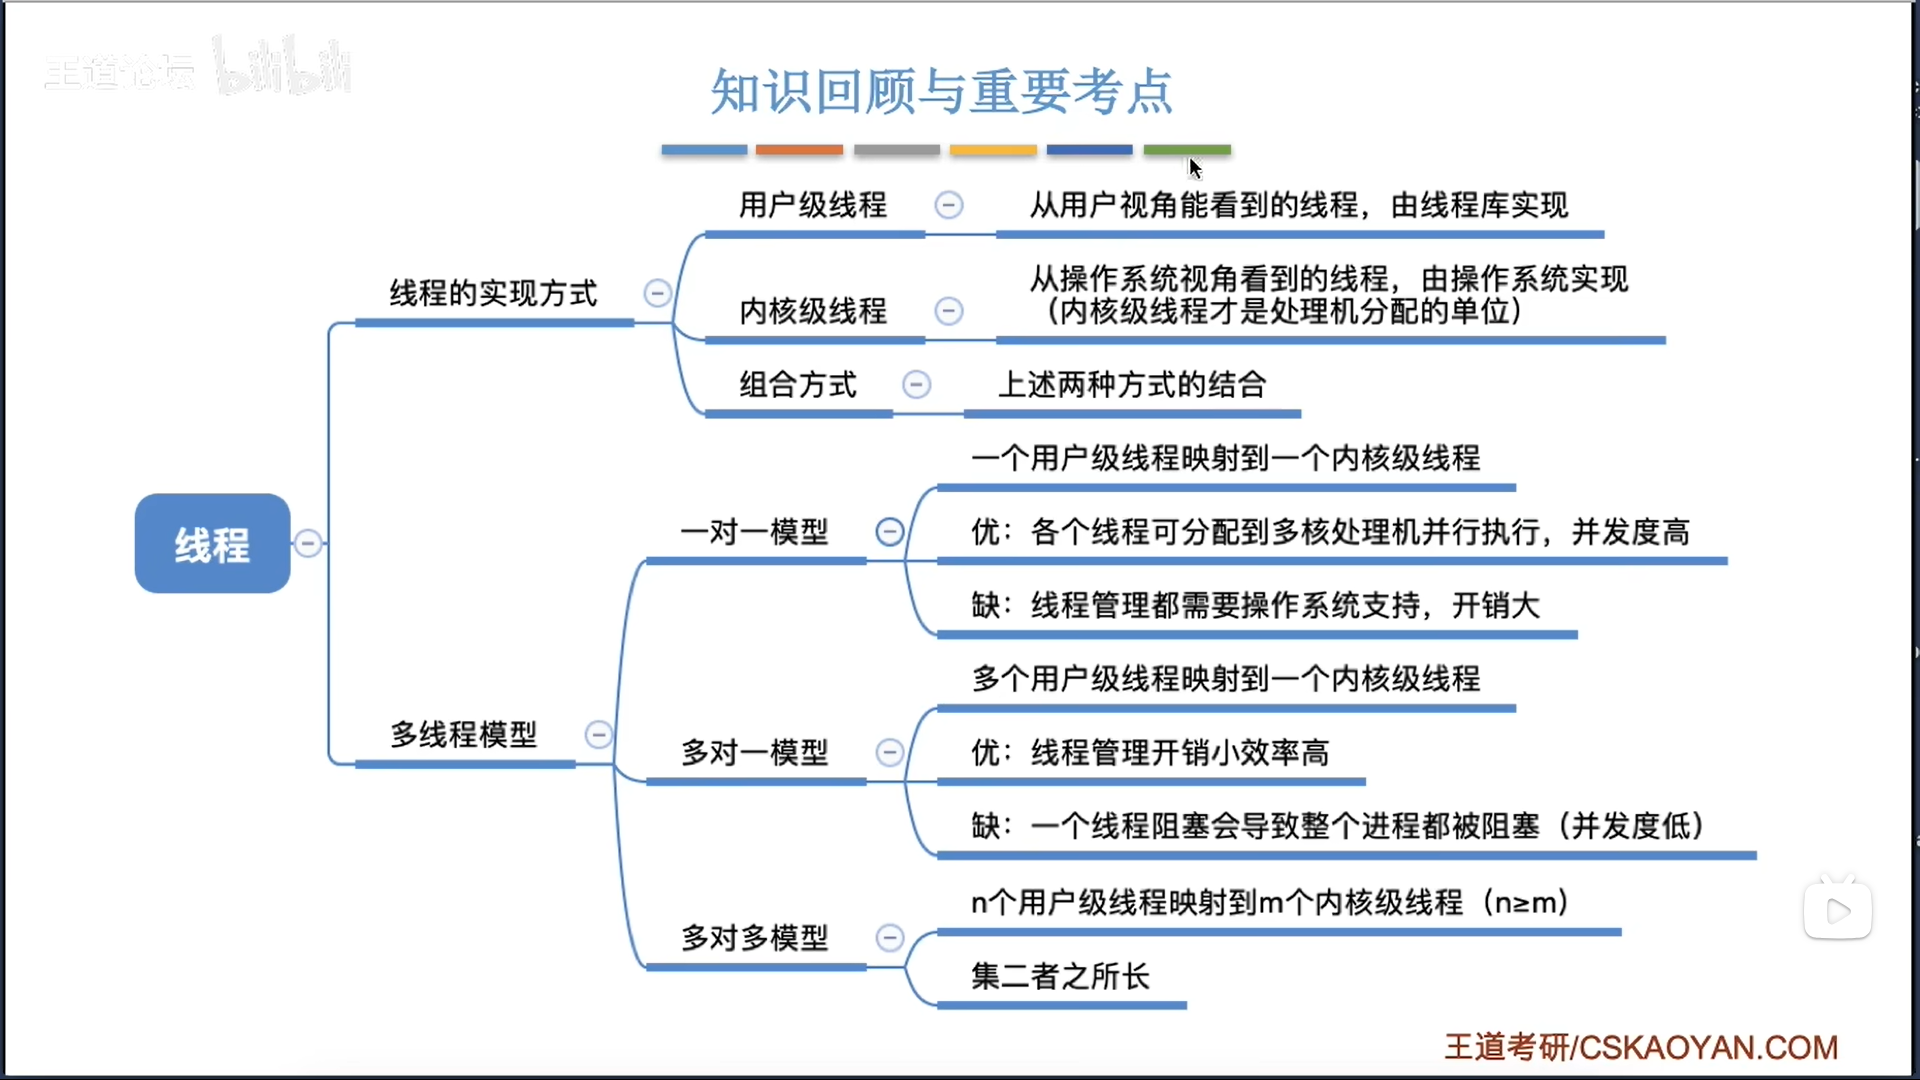 王道论坛 bilibili
知识回顾与重要考点
线程
线程的实现方式
用户级线程
从用户视角能看到的线程，由线程库实现
内核级线程
从操作系统视角看到的线程，由操作系统实现
（内核级线程才是处理机分配的单位）
组合方式
上述两种方式的结合
多线程模型
一对一模型
一个用户级线程映射到一个内核级线程
优：各个线程可分配到多核处理机并行执行，并发度高
缺：线程管理都需要操作系统支持，开销大
多对一模型
多个用户级线程映射到一个内核级线程
优：线程管理开销小效率高
缺：一个线程阻塞会导致整个进程都被阻塞（并发度低）
多对多模型
n个用户级线程映射到m个内核级线程（n≥m）
集二者之所长
王道考研/CSKAOYAN.COM